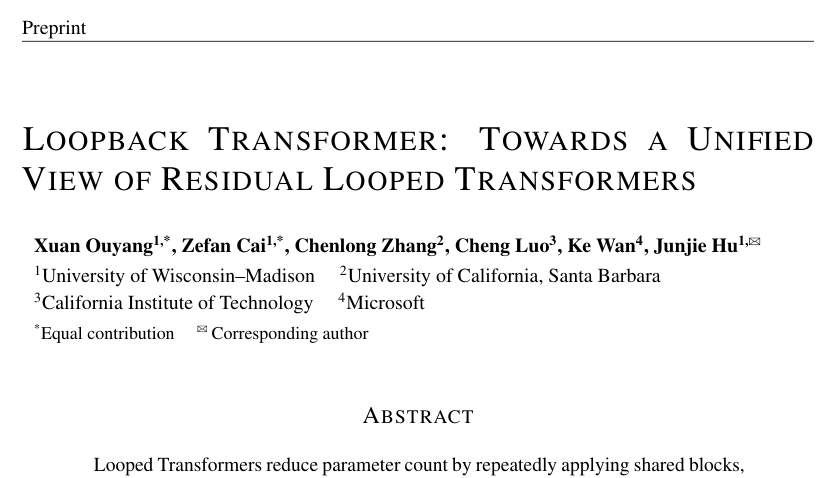 Preprint
LOOPBACK TRANSFORMER: TOWARDS A UNIFIED
VIEW OF RESIDUAL LOOPED TRANSFORMERS
Xuan Ouyang1,*, Zefan Cai1,*, Chenlong Zhang2, Cheng Luo3, Ke Wan4, Junjie Hu1,✉
1University of Wisconsin–Madison 2University of California, Santa Barbara
3California Institute of Technology 4Microsoft
*Equal contribution ✉ Corresponding author
ABSTRACT
Looped Transformers reduce parameter count by repeatedly applying shared blocks,